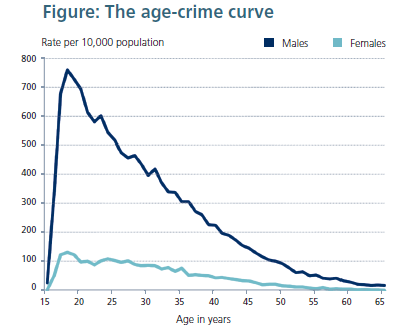 Figure: The age-crime curve
Rate per 10,000 population
Males
Females
800
700
600
500
400
300
200
100
0
15 20 25 30 35 40 45 50 55 60 65
Age in years